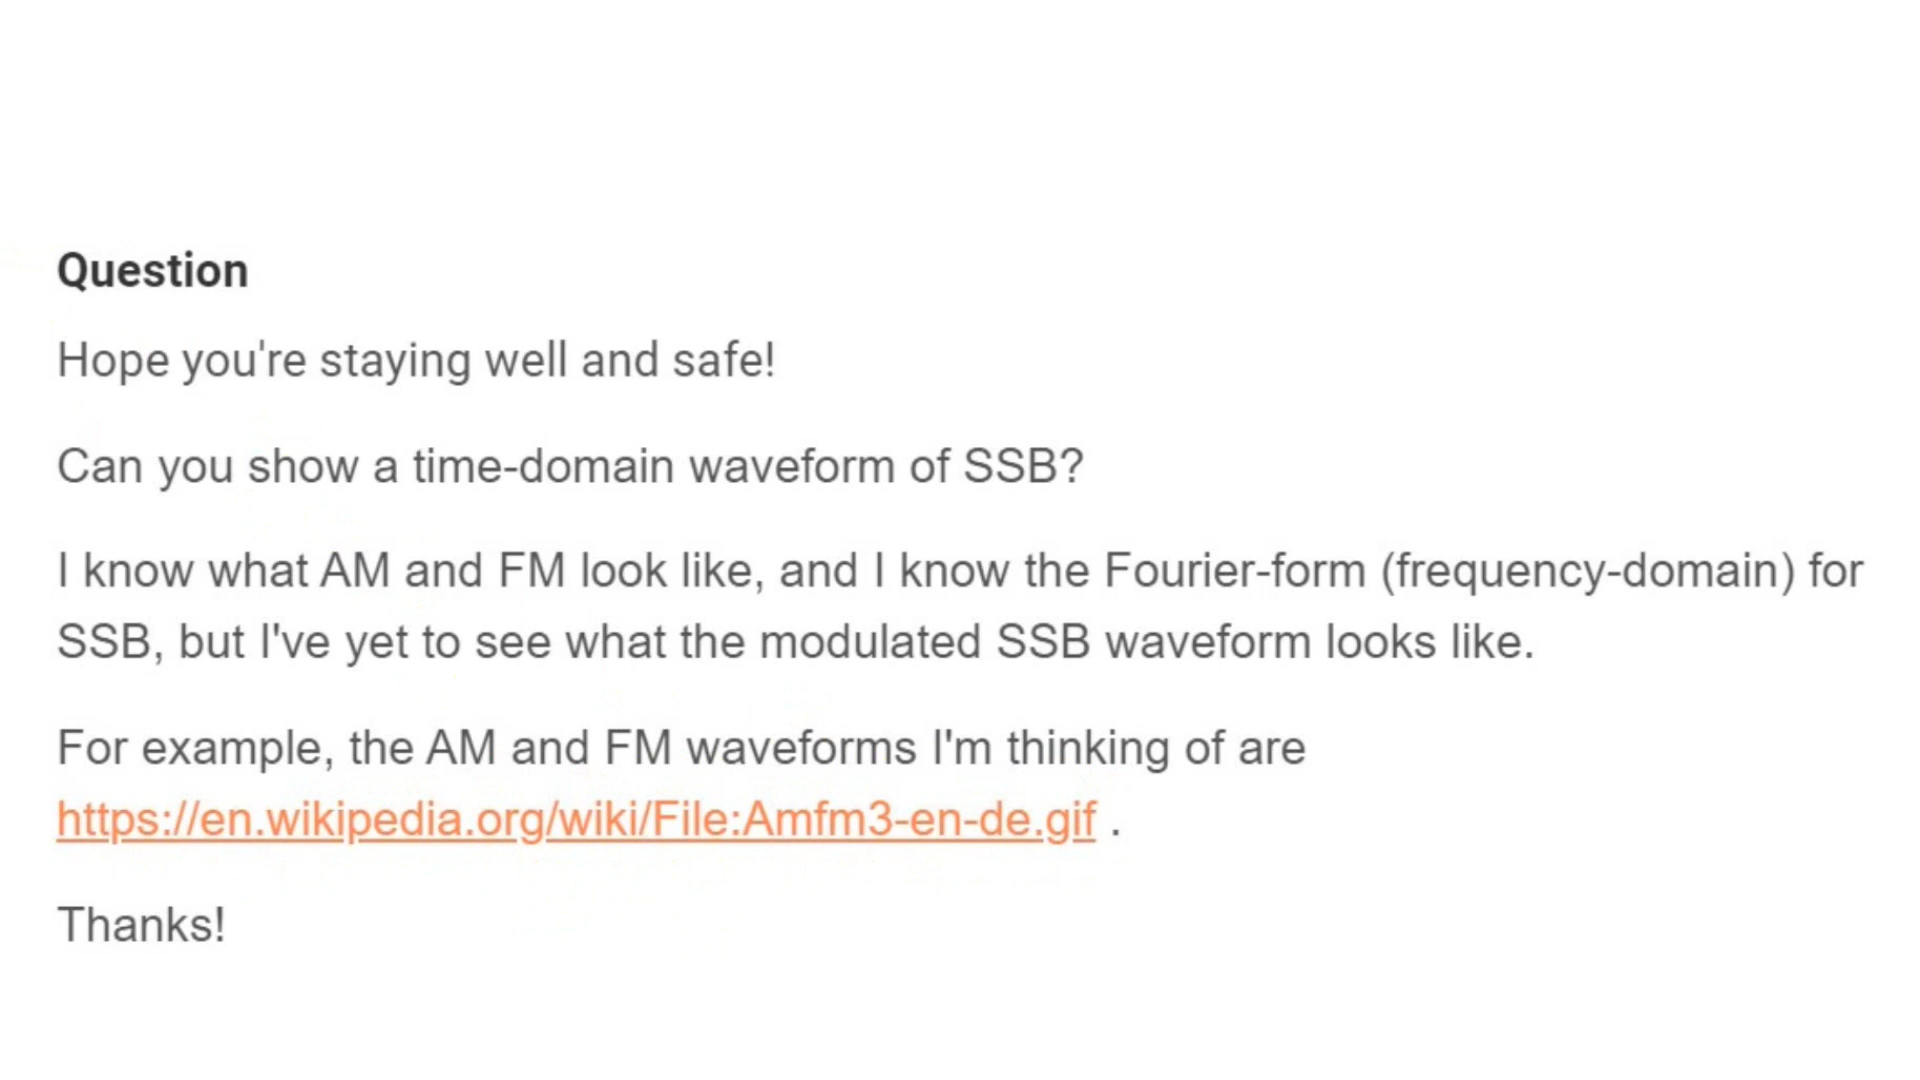 Question
Hope you're staying well and safe!
Can you show a time-domain waveform of SSB?
I know what AM and FM look like, and I know the Fourier-form (frequency-domain) for
SSB, but I've yet to see what the modulated SSB waveform looks like.
For example, the AM and FM waveforms I'm thinking of are
https://en.wikipedia.org/wiki/File:Amfm3-en-de.gif .
Thanks!